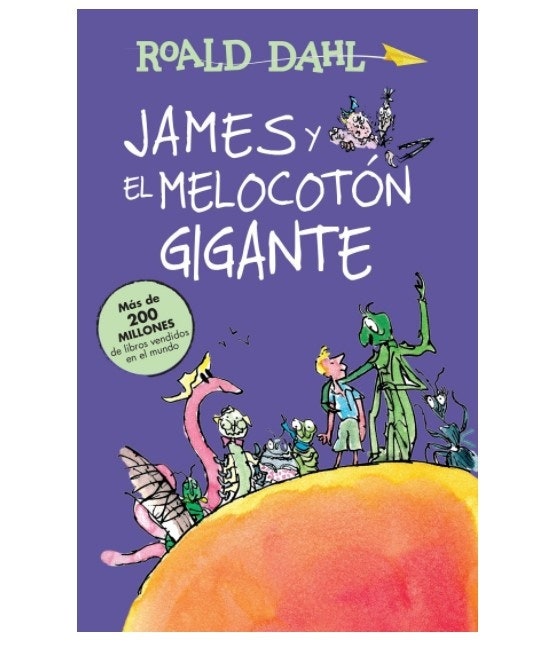 ROALD DAHL
JAMES Y
EL MELOCOTÓN
GIGANTE
Más de
200
MILLONES
de libros vendidos
en el mundo